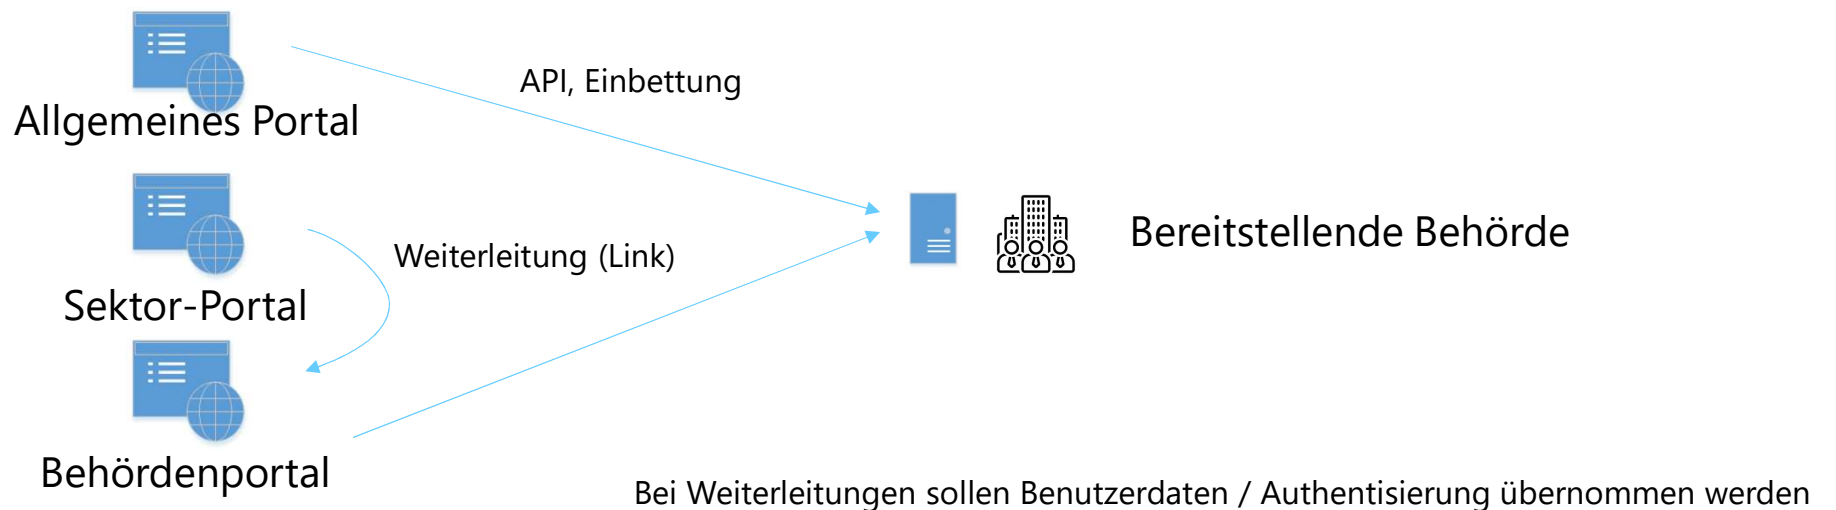 API, Einbettung
Allgemeines Portal
Bereitstellende Behörde
Weiterleitung (Link)
Sektor-Portal
Behördenportal
Bei Weiterleitungen sollen Benutzerdaten / Authentisierung übernommen werden